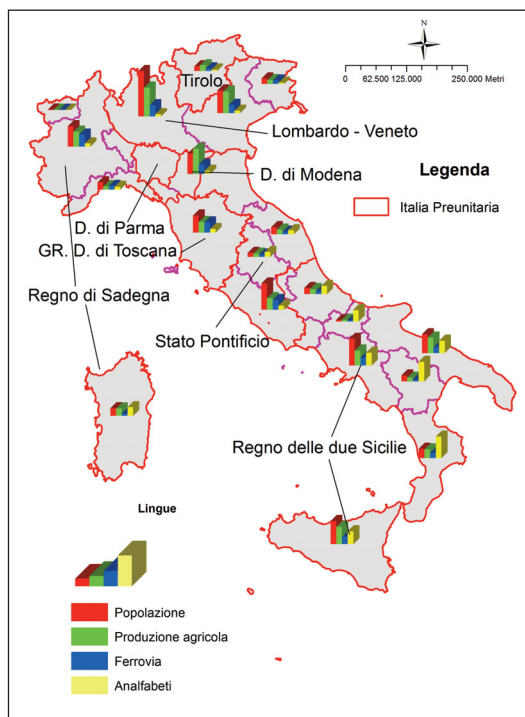 N
0 62.500 125.000 250.000 Metri
Tirolo
Lombardo - Veneto
Legenda
D. di Modena
Italia Preunitaria
D. di Parma
GR. D. di Toscana
Regno di Sadegna
Stato Pontificio
Regno delle due Sicilie
Lingue
Popolazione
Produzione agricola
Ferrovia
Analfabeti